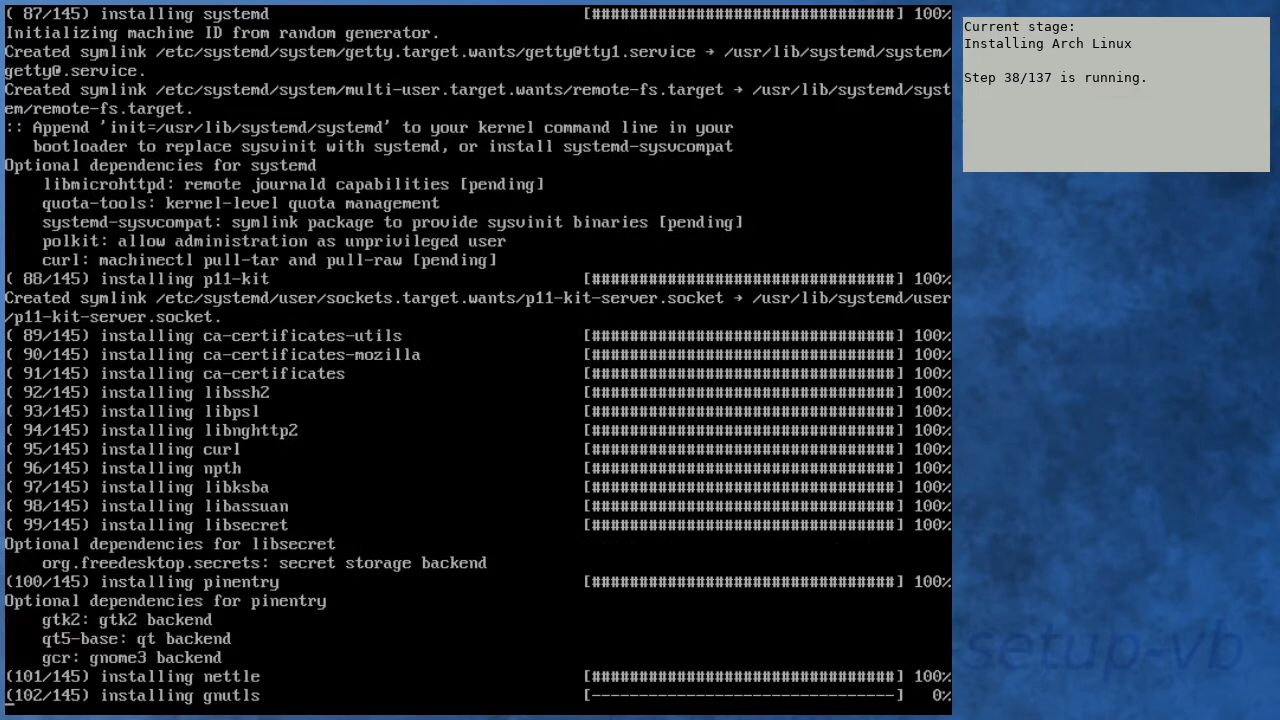 ( 87/145) installing systemd [################################] 100%
Initializing machine ID from random generator.
Created symlink /etc/systemd/system/getty.target.wants/getty@tty1.service → /usr/lib/systemd/system/
getty@.service.
Created symlink /etc/systemd/system/multi-user.target.wants/remote-fs.target → /usr/lib/systemd/syst
em/remote-fs.target.
:: Append 'init=/usr/lib/systemd/systemd' to your kernel command line in your
bootloader to replace sysvinit with systemd, or install systemd-sysvcompat
Optional dependencies for systemd
libmicrohttpd: remote journald capabilities [pending]
quota-tools: kernel-level quota management
systemd-sysvcompat: symlink package to provide sysvinit binaries [pending]
polkit: allow administration as unprivileged user
curl: machinectl pull-tar and pull-raw [pending]
( 88/145) installing p11-kit [################################] 100%
Created symlink /etc/systemd/user/sockets.target.wants/p11-kit-server.socket → /usr/lib/systemd/user
/p11-kit-server.socket.
( 89/145) installing ca-certificates-utils [################################] 100%
( 90/145) installing ca-certificates-mozilla [################################] 100%
( 91/145) installing ca-certificates [################################] 100%
( 92/145) installing libssh2 [################################] 100%
( 93/145) installing libpsl [################################] 100%
( 94/145) installing libnghttp2 [################################] 100%
( 95/145) installing curl [################################] 100%
( 96/145) installing npth [################################] 100%
( 97/145) installing libksba [################################] 100%
( 98/145) installing libassuan [################################] 100%
( 99/145) installing libsecret [################################] 100%
Optional dependencies for libsecret
org.freedesktop.secrets: secret storage backend
(100/145) installing pinentry [################################] 100%
Optional dependencies for pinentry
gtk2: gtk2 backend
qt5-base: qt backend
gcr: gnome3 backend
(101/145) installing nettle [################################] 100%
(102/145) installing gnutls [--------------------------------] 0%
Current stage:
Installing Arch Linux
Step 38/137 is running.
setup-vb